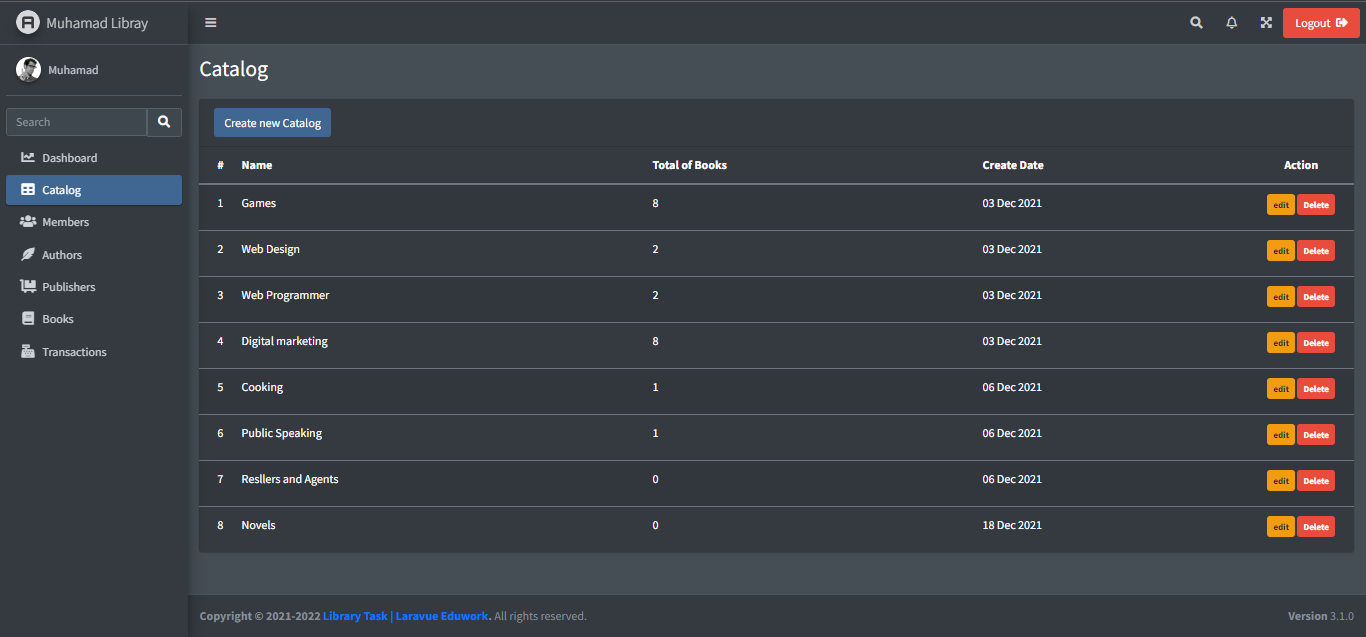 Muhamad Libray
Logout
Muhamad
Search
Dashboard
Catalog
Members
Authors
Publishers
Books
Transactions
Catalog
Create new Catalog
# Name Total of Books Create Date Action
1 Games 8 03 Dec 2021 edit Delete
2 Web Design 2 03 Dec 2021 edit Delete
3 Web Programmer 2 03 Dec 2021 edit Delete
4 Digital marketing 8 03 Dec 2021 edit Delete
5 Cooking 1 06 Dec 2021 edit Delete
6 Public Speaking 1 06 Dec 2021 edit Delete
7 Resllers and Agents 0 06 Dec 2021 edit Delete
8 Novels 0 18 Dec 2021 edit Delete
Copyright © 2021-2022 Library Task | Laravue Eduwork. All rights reserved. Version 3.1.0